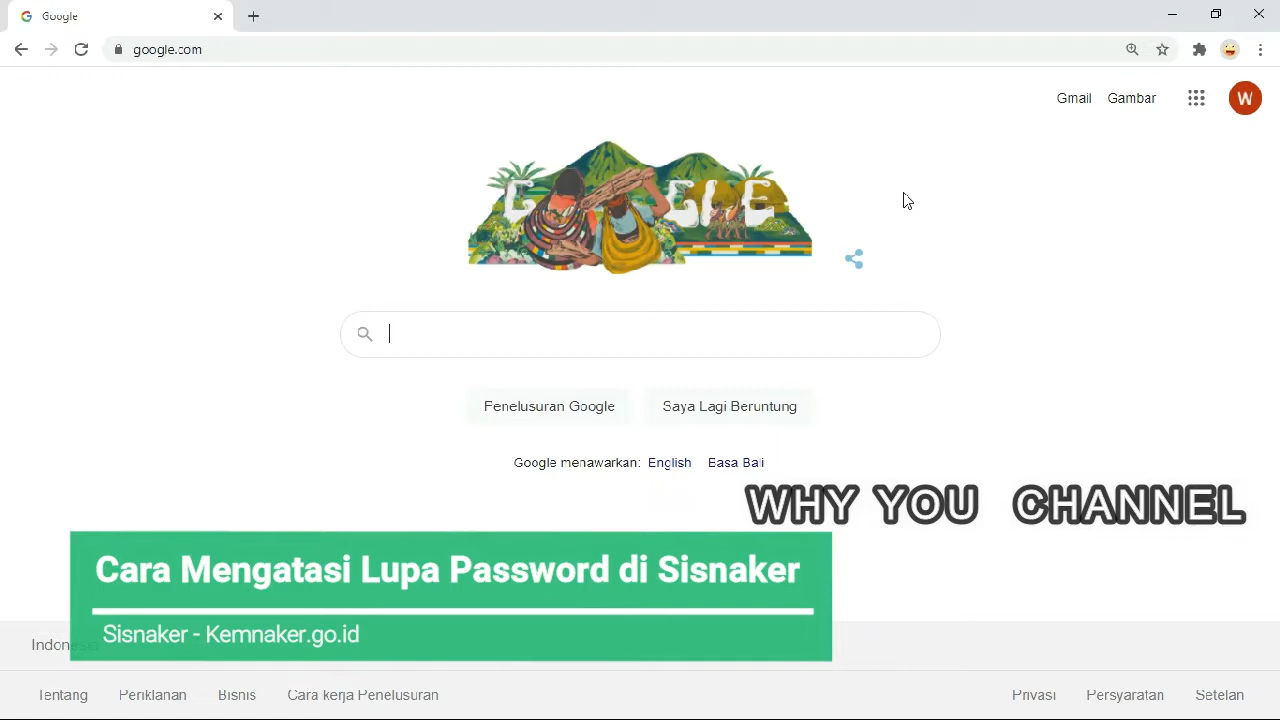 Google
google.com
Gmail Gambar
W
GOOGLE
Penelusuran Google Saya Lagi Beruntung
Google menawarkan: English Basa Bali
WHY YOU CHANNEL
Cara Mengatasi Lupa Password di Sisnaker
Sisnaker - Kemnaker.go.id
Indonesia
Tentang Periklanan Bisnis Cara kerja Penelusuran
Privasi Persyaratan Setelan